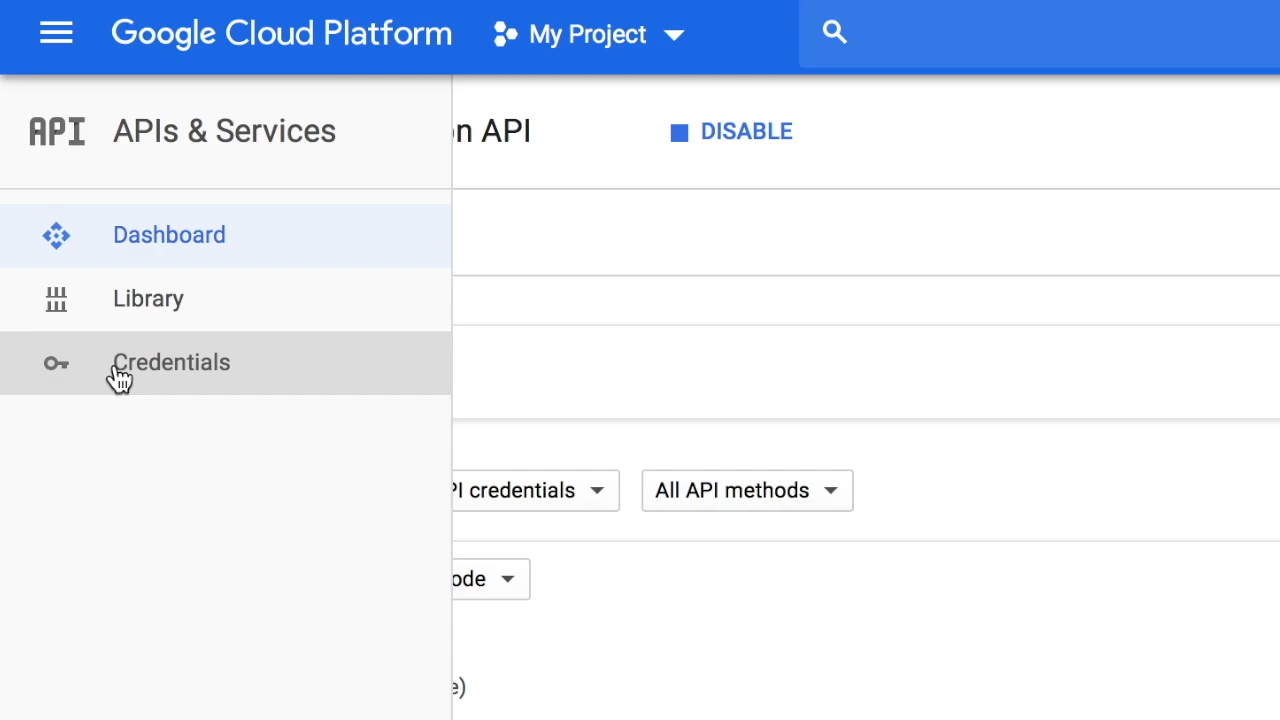 Google Cloud Platform My Project
API APIs & Services
n API DISABLE
Dashboard
Library
Credentials
PI credentials All API methods
ode
e)